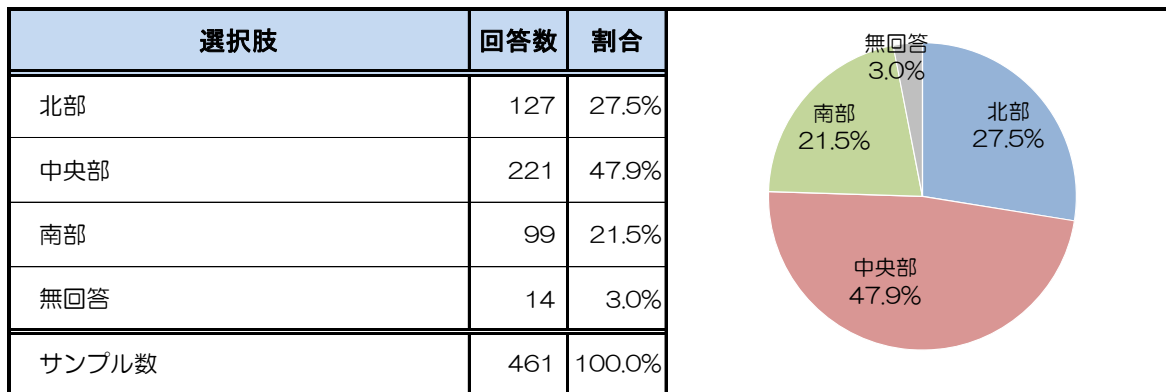 選択肢 回答数 割合
北部 127 27.5%
中央部 221 47.9%
南部 99 21.5%
無回答 14 3.0%
サンプル数 461 100.0%
無回答
3.0%
北部
27.5%
南部
21.5%
中央部
47.9%